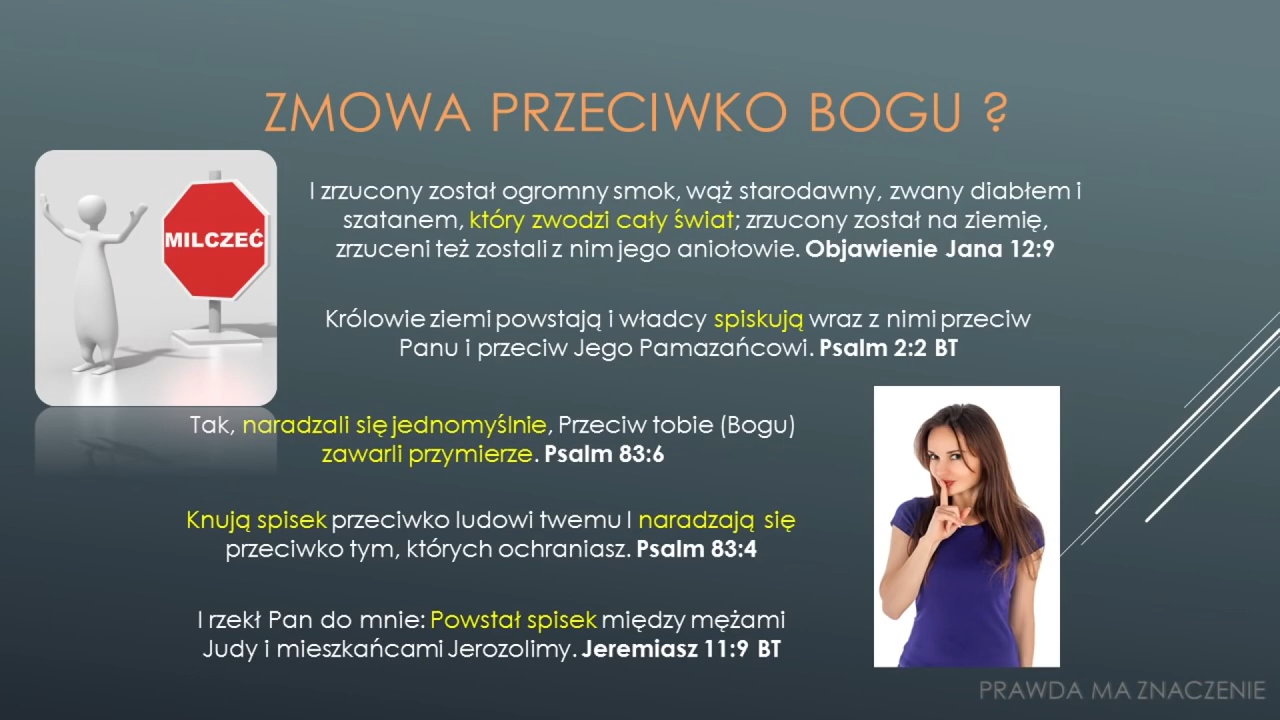 ZMOWA PRZECIWKO BOGU ?
MILCZEĆ
I zrzucony został ogromny smok, wąż starodawny, zwany diabłem i
szatanem, który zwodzi cały świat; zrzucony został na ziemię,
zrzuceni też zostali z nim jego aniołowie. Objawienie Jana 12:9
Królowie ziemi powstają i władcy spiskują wraz z nimi przeciw
Panu i przeciw Jego Pamazańcowi. Psalm 2:2 BT
Tak, naradzali się jednomyślnie, Przeciw tobie (Bogu)
zawarli przymierze. Psalm 83:6
Knują spisek przeciwko ludowi twemu I naradzają się
przeciwko tym, których ochraniasz. Psalm 83:4
I rzekł Pan do mnie: Powstał spisek między mężami
Judy i mieszkańcami Jerozolimy. Jeremiasz 11:9 BT
PRAWDA MA ZNACZENIE